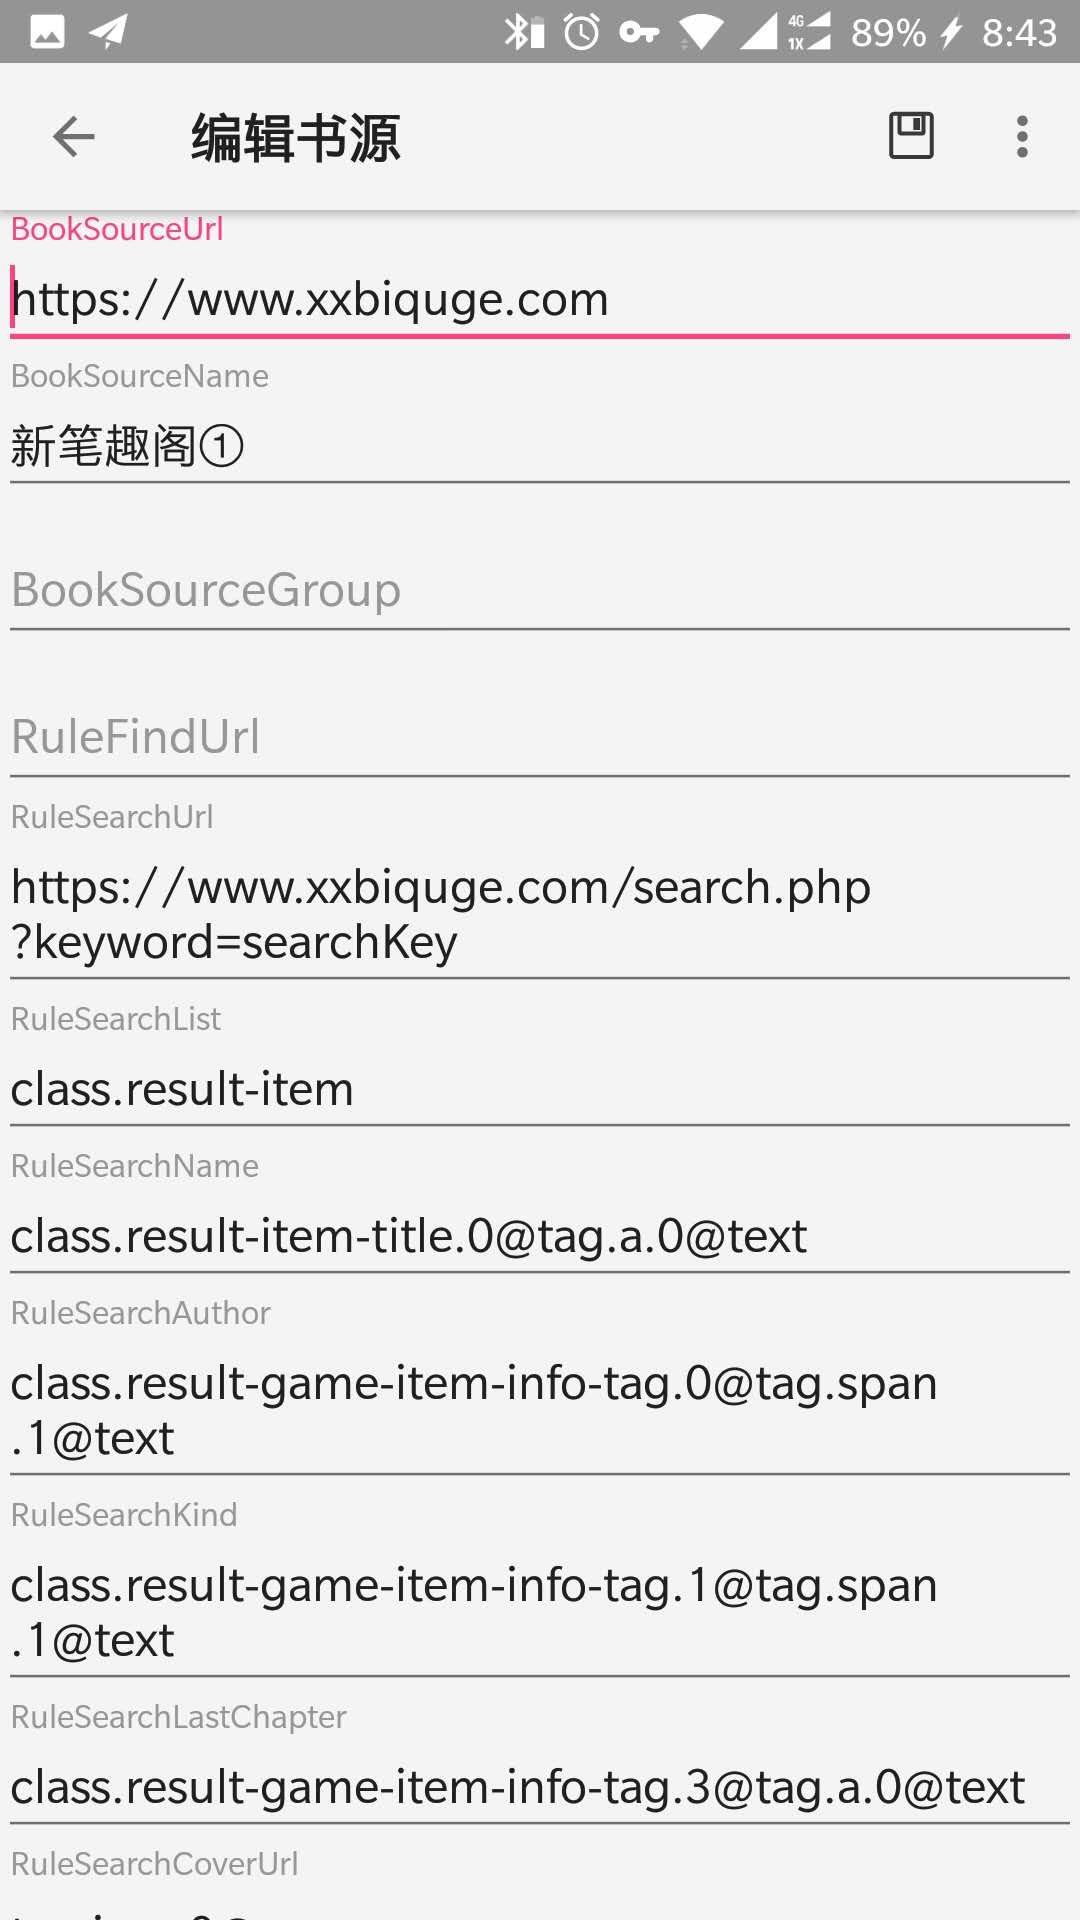 4G
1X
89%
8:43
编辑书源
BookSourceUrl
https://www.xxbiquge.com
BookSourceName
新笔趣阁①
BookSourceGroup
RuleFindUrl
RuleSearchUrl
https://www.xxbiquge.com/search.php
?keyword=searchKey
RuleSearchList
class.result-item
RuleSearchName
class.result-item-title.0@tag.a.0@text
RuleSearchAuthor
class.result-game-item-info-tag.0@tag.span
.1@text
RuleSearchKind
class.result-game-item-info-tag.1@tag.span
.1@text
RuleSearchLastChapter
class.result-game-item-info-tag.3@tag.a.0@text
RuleSearchCoverUrl